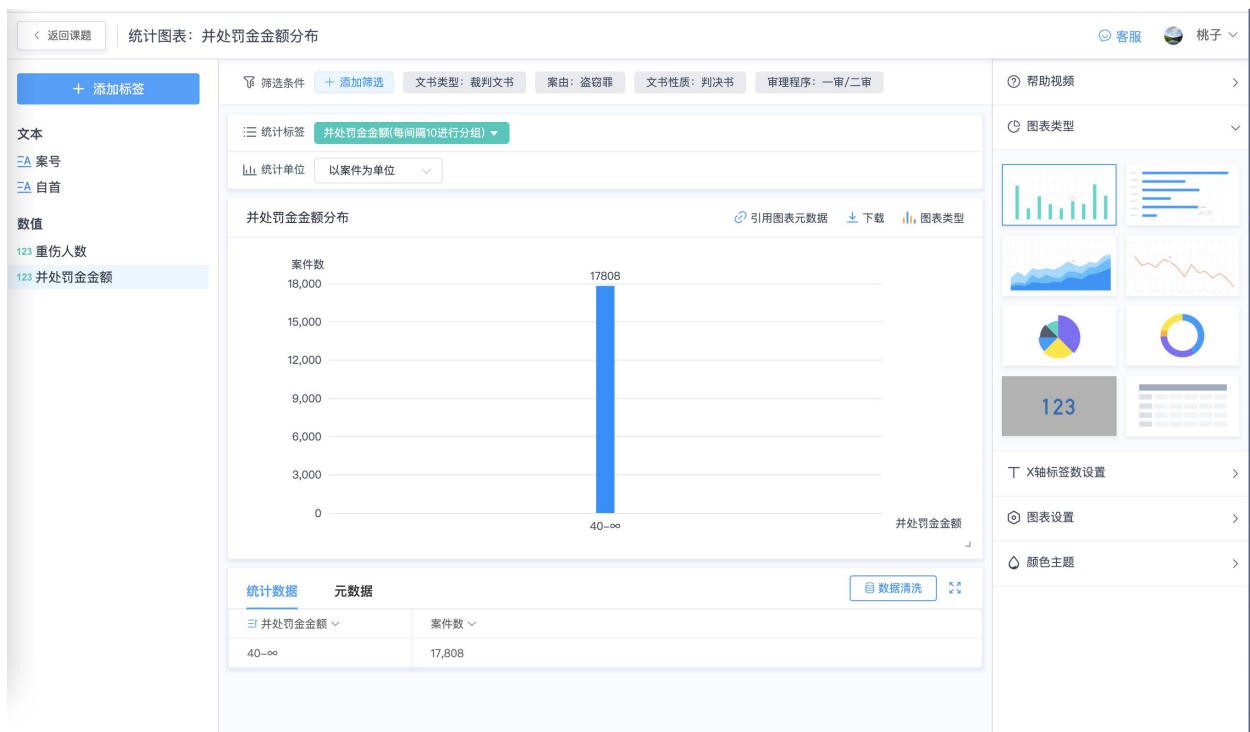 返回课题
统计图表：并处罚金金额分布
客服
桃子
添加标签
文本
案号
自首
数值
123 重伤人数
123 并处罚金金额
筛选条件 + 添加筛选 文书类型：裁判文书 案由：盗窃罪 文书性质：判决书 审理程序：一审/二审
统计标签 并处罚金金额(每间隔10进行分组)
统计单位 以案件为单位
并处罚金金额分布 引用图表元数据 下载 图表类型
案件数
18,000
15,000
12,000
9,000
6,000
3,000
0
17808
40-∞
并处罚金金额
统计数据 元数据 数据清洗
并处罚金金额 案件数
40-∞ 17,808
帮助视频
图表类型
123
X轴标签数设置
图表设置
颜色主题